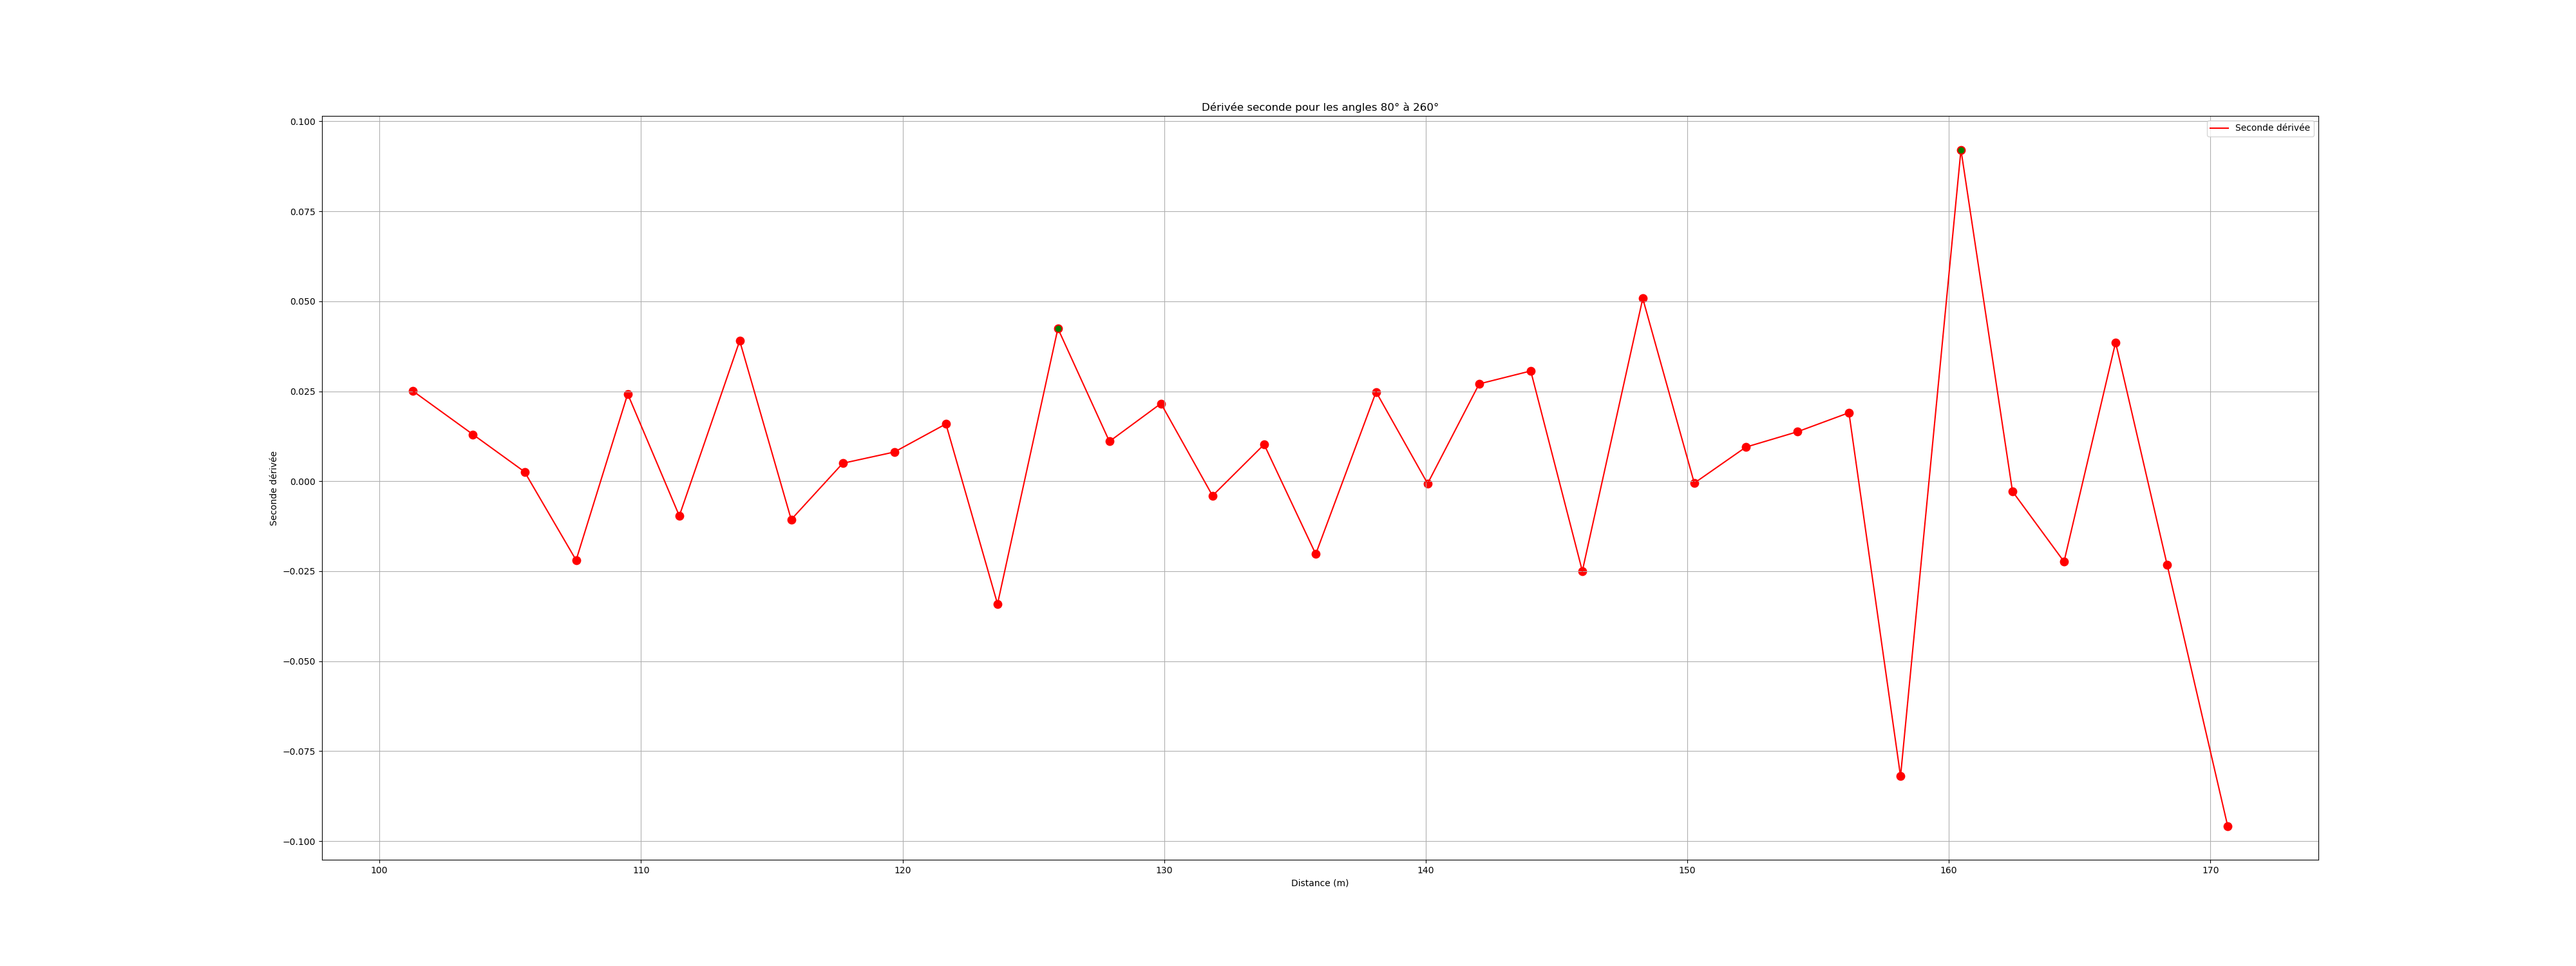 Dérivée seconde pour les angles 80° à 260°
Seconde dérivée
0.100
0.075
0.050
0.025
0.000
−0.025
−0.050
−0.075
−0.100
Seconde dérivée
100 110 120 130 140 150 160 170
Distance (m)